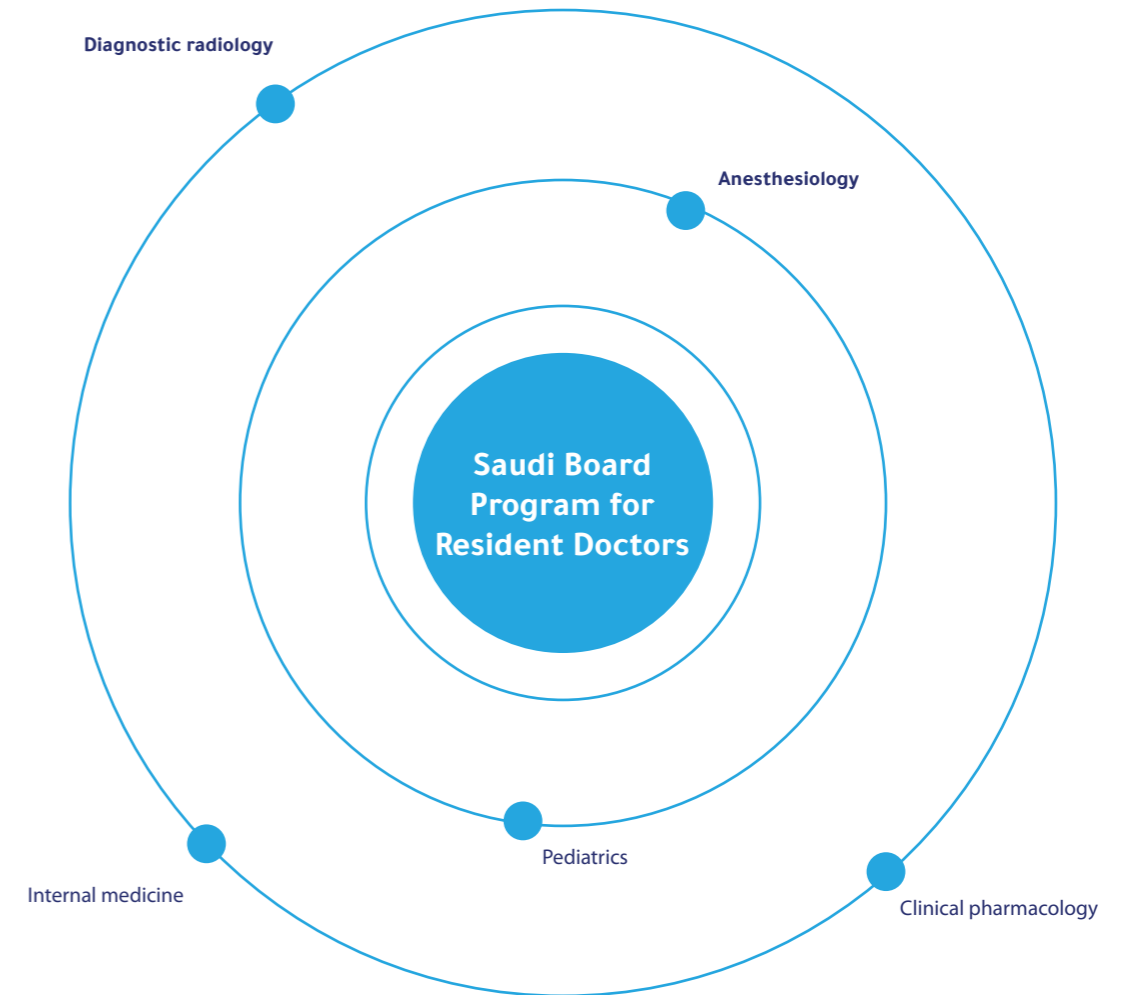 Diagnostic radiology
Anesthesiology
Saudi Board
Program for
Resident Doctors
Pediatrics
Internal medicine
Clinical pharmacology